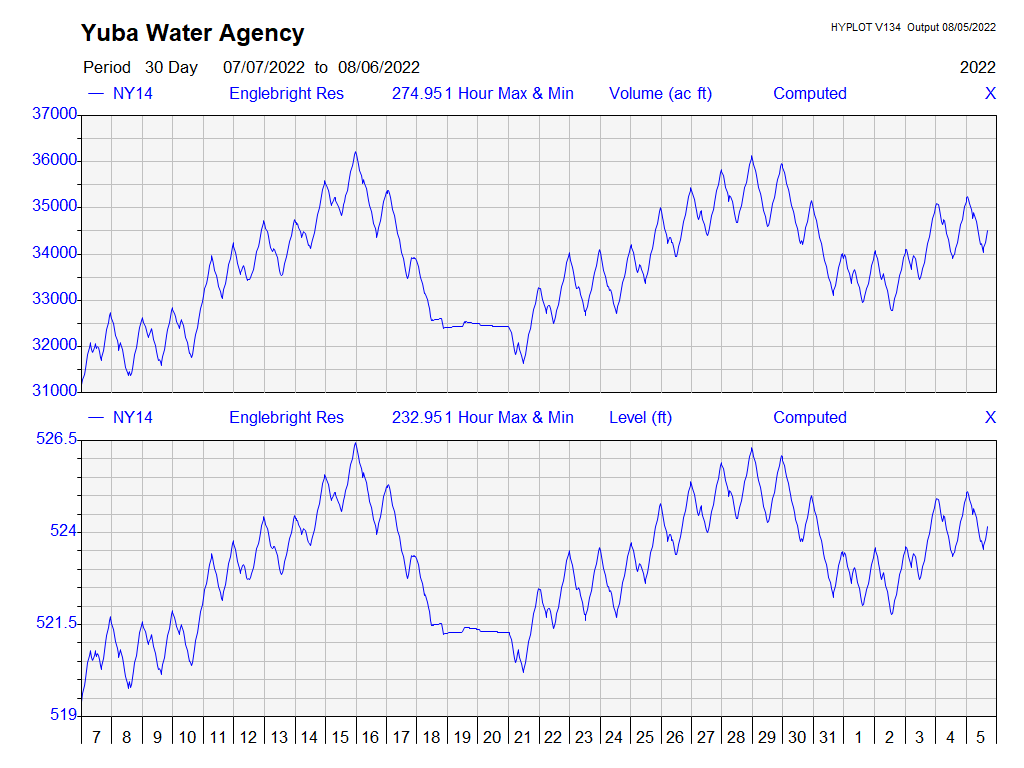 Yuba Water Agency
HYPLOT V134 Output 08/05/2022
Period 30 Day 07/07/2022 to 08/06/2022 2022
NY14 Englebright Res 274.951 Hour Max & Min Volume (ac ft) Computed X
37000
36000
35000
34000
33000
32000
31000
NY14 Englebright Res 232.951 Hour Max & Min Level (ft) Computed X
526.5
524
521.5
519
7 8 9 10 11 12 13 14 15 16 17 18 19 20 21 22 23 24 25 26 27 28 29 30 31 1 2 3 4 5